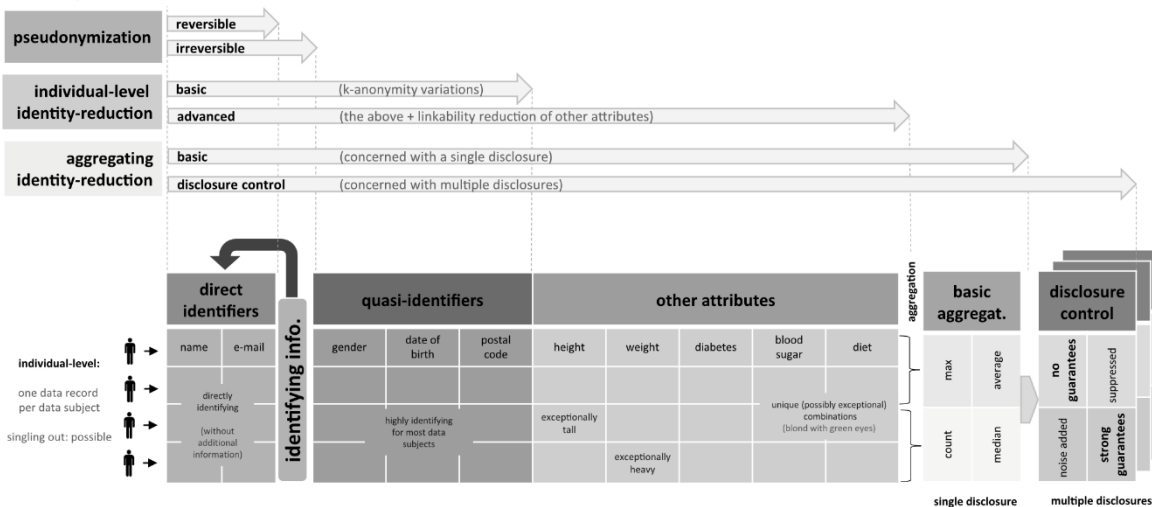 pseudonymization
reversible
irreversible
individual-level
identity-reduction
basic (k-anonymity variations)
advanced (the above + linkability reduction of other attributes)
aggregating
identity-reduction
basic (concerned with a single disclosure)
disclosure control (concerned with multiple disclosures)
direct
identifiers
identifying info.
quasi-identifiers
other attributes
aggregation
basic
aggregat.
disclosure
control
individual-level:
one data record
per data subject
singling out: possible
name
e-mail
gender
date of
birth
postal
code
height
weight
diabetes
blood
sugar
diet
directly
identifying
(without
additional
information)
highly identifying
for most data
subjects
exceptionally
tall
exceptionally
heavy
unique (possibly exceptional)
combinations
(blond with green eyes)
max
average
count
median
no
guarantees
suppressed
noise added
strong
guarantees
single disclosure
multiple disclosures